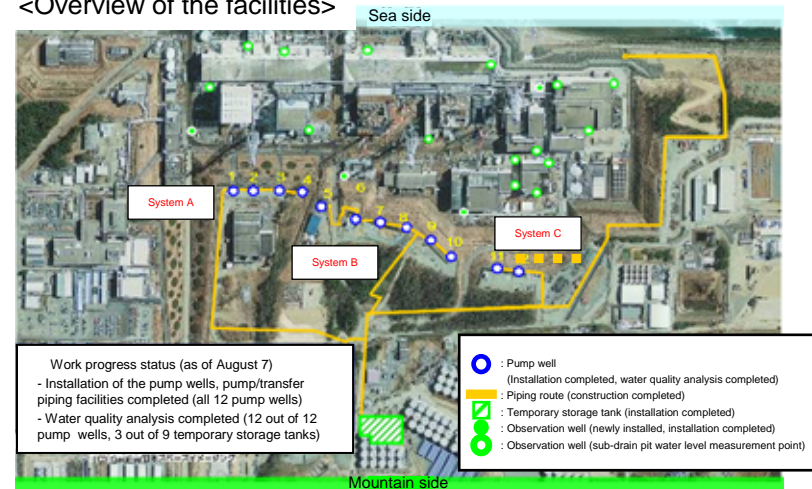 <Overview of the facilities>
Sea side
1 2 3 4
5 6 7 8 9 10
11 12
System A
System B
System C
Work progress status (as of August 7)
- Installation of the pump wells, pump/transfer
piping facilities completed (all 12 pump wells)
- Water quality analysis completed (12 out of 12
pump wells, 3 out of 9 temporary storage tanks)
: Pump well
(Installation completed, water quality analysis completed)
: Piping route (construction completed)
: Temporary storage tank (installation completed)
: Observation well (newly installed, installation completed)
: Observation well (sub-drain pit water level measurement point)
Mountain side